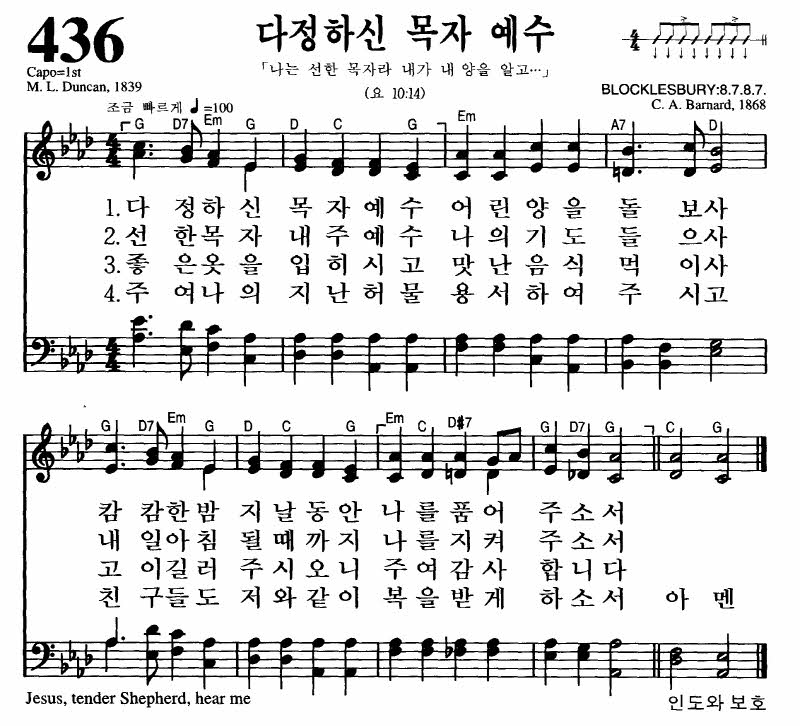 436
다정하신 목자 예수
「나는 선한 목자라 내가 내 양을 알고…」
(요 10:14)
Capo=1st
M. L. Duncan, 1839
BLOCKLESBURY:8.7.8.7.
C. A. Barnard, 1868
조금 빠르게 ♩=100
G D7 Em G D C G Em A7 D
1.다 정하 신 목 자 예 수 어 린 양 을 돌 보 사
2.선 한목 자 내 주 예 수 나 의 기 도 들 으 사
3.좋 은옷 을 입 히 시 고 맛 난 음 식 먹 이 사
4.주 여나 의 지 난 허 물 용 서 하 여 주 시 고
G D7 Em G D C G Em C D#7 G D7 G C G
캄 캄한 밤 지 날 동 안 나 를 품 어 주 소 서
내 일아 침 될 때 까 지 나 를 지 켜 주 소 서
고 이길 러 주 시 오 니 주 여 감 사 합 니 다
친 구들 도 저 와 같 이 복 을 받 게 하 소 서 아 멘
Jesus, tender Shepherd, hear me
인도와 보호